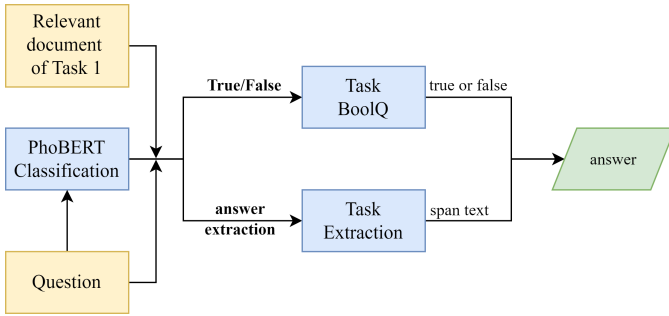 Relevant
document
of Task 1
PhoBERT
Classification
Question
True/False
answer
extraction
Task
BoolQ
Task
Extraction
true or false
span text
answer